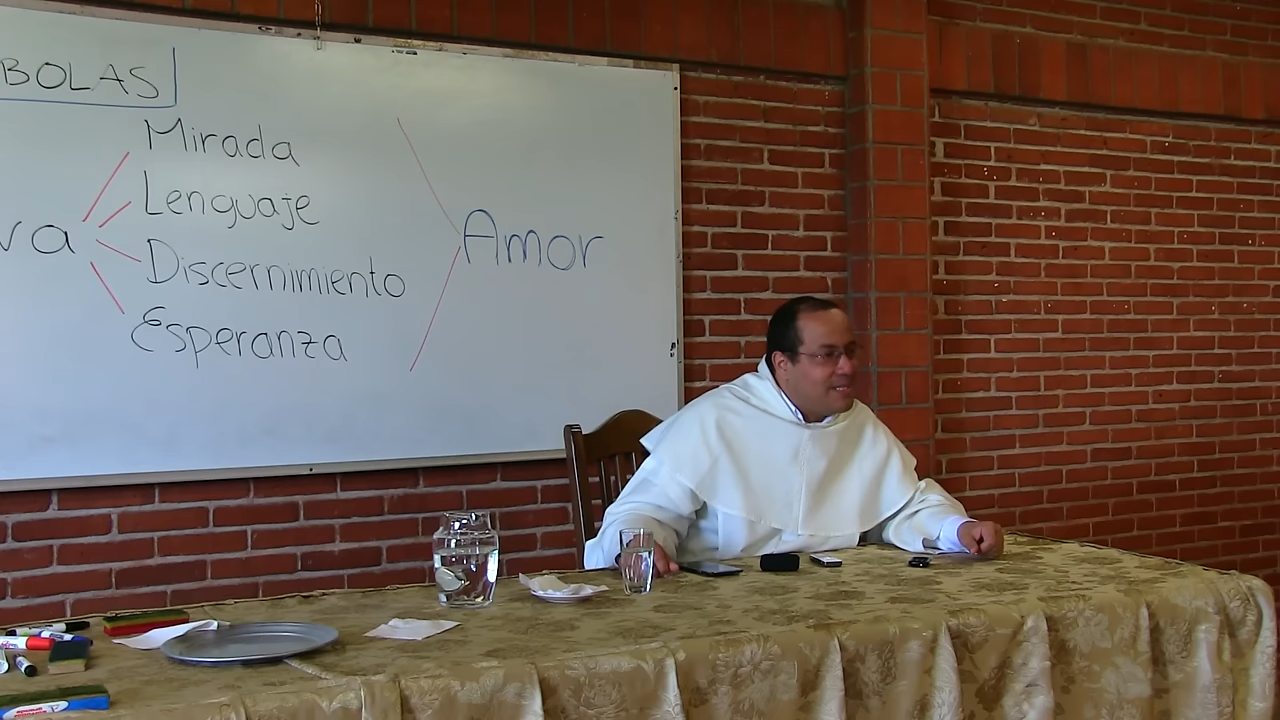 BOLAS
Mirada
Lenguaje
va
Discernimiento
Esperanza
Amor